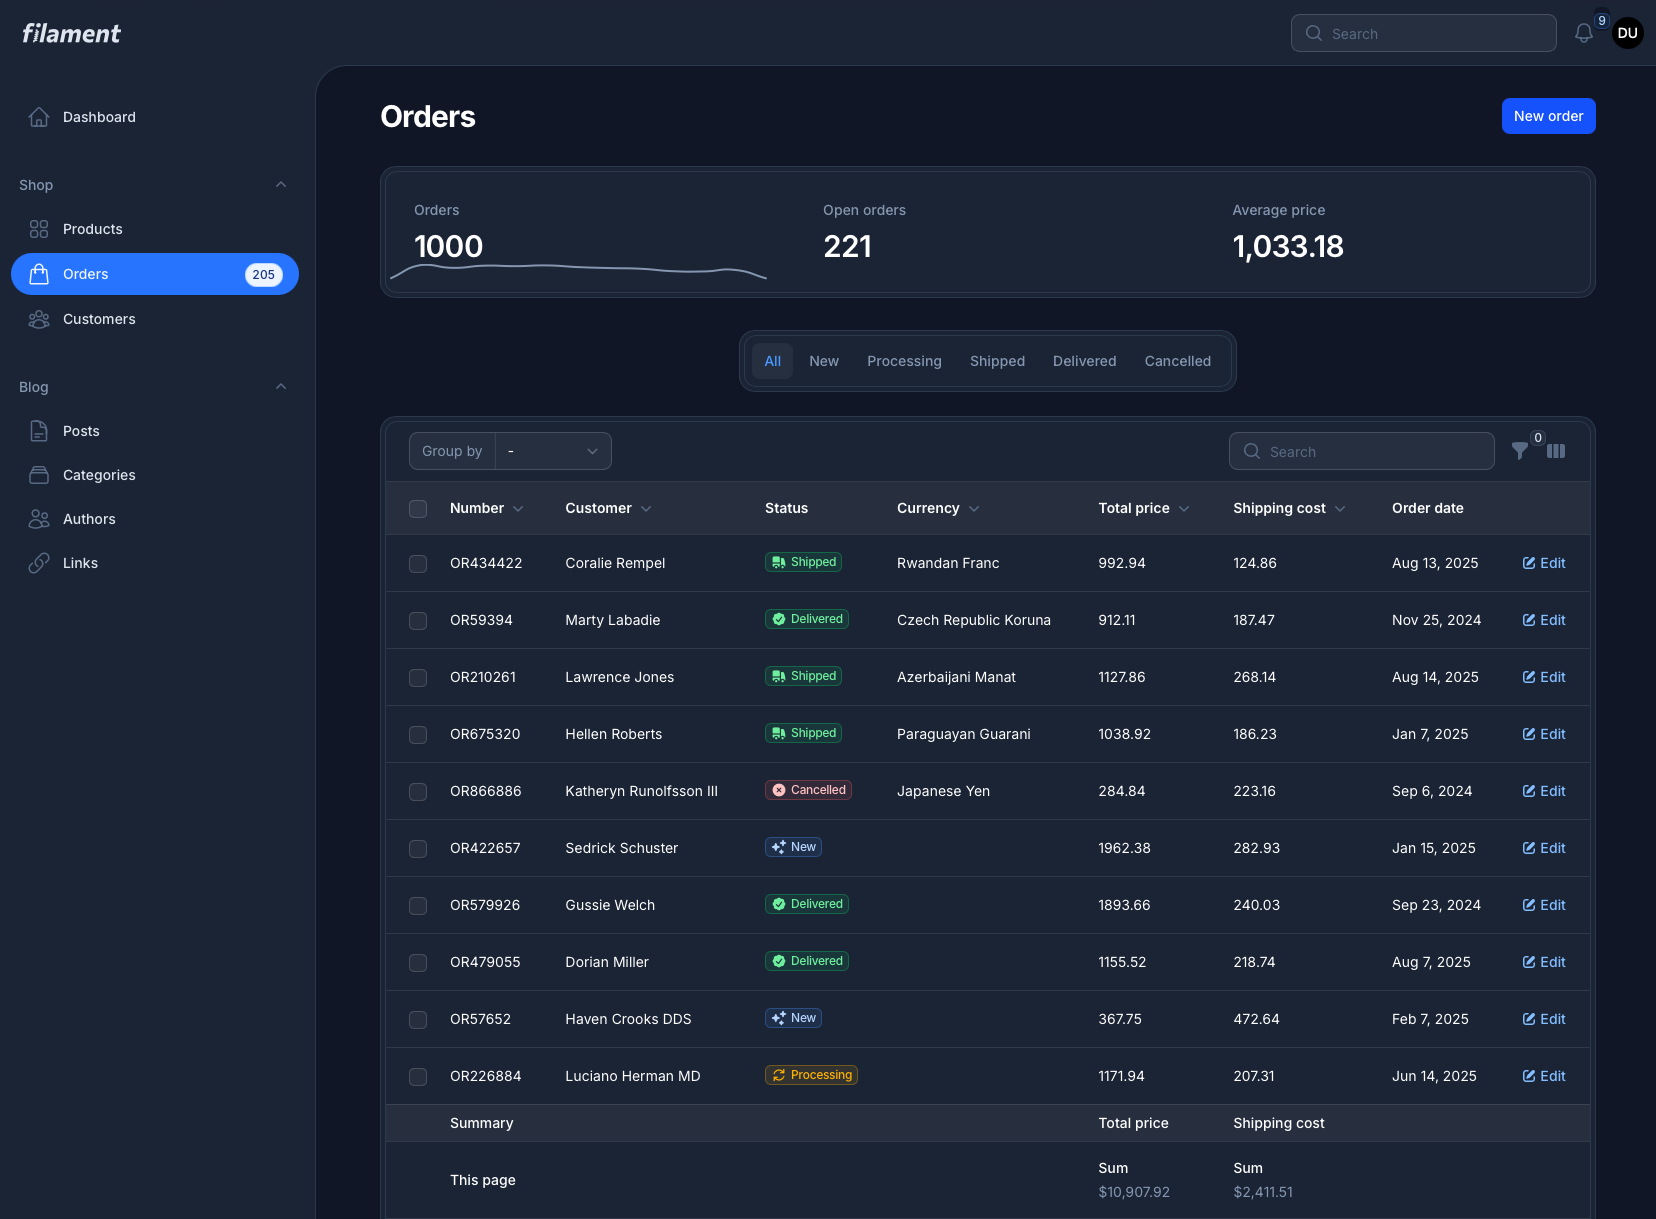 filament
Search
9
DU
Dashboard
Shop
Products
Orders 205
Customers
Blog
Posts
Categories
Authors
Links
Orders
New order
Orders Open orders Average price
1000 221 1,033.18
All New Processing Shipped Delivered Cancelled
Group by - Search 0
Number Customer Status Currency Total price Shipping cost Order date
OR434422 Coralie Rempel Shipped Rwandan Franc 992.94 124.86 Aug 13, 2025 Edit
OR59394 Marty Labadie Delivered Czech Republic Koruna 912.11 187.47 Nov 25, 2024 Edit
OR210261 Lawrence Jones Shipped Azerbaijani Manat 1127.86 268.14 Aug 14, 2025 Edit
OR675320 Hellen Roberts Shipped Paraguayan Guarani 1038.92 186.23 Jan 7, 2025 Edit
OR866886 Katheryn Runolfsson III Cancelled Japanese Yen 284.84 223.16 Sep 6, 2024 Edit
OR422657 Sedrick Schuster New 1962.38 282.93 Jan 15, 2025 Edit
OR579926 Gussie Welch Delivered 1893.66 240.03 Sep 23, 2024 Edit
OR479055 Dorian Miller Delivered 1155.52 218.74 Aug 7, 2025 Edit
OR57652 Haven Crooks DDS New 367.75 472.64 Feb 7, 2025 Edit
OR226884 Luciano Herman MD Processing 1171.94 207.31 Jun 14, 2025 Edit
Summary Total price Shipping cost
This page Sum Sum
$10,907.92 $2,411.51